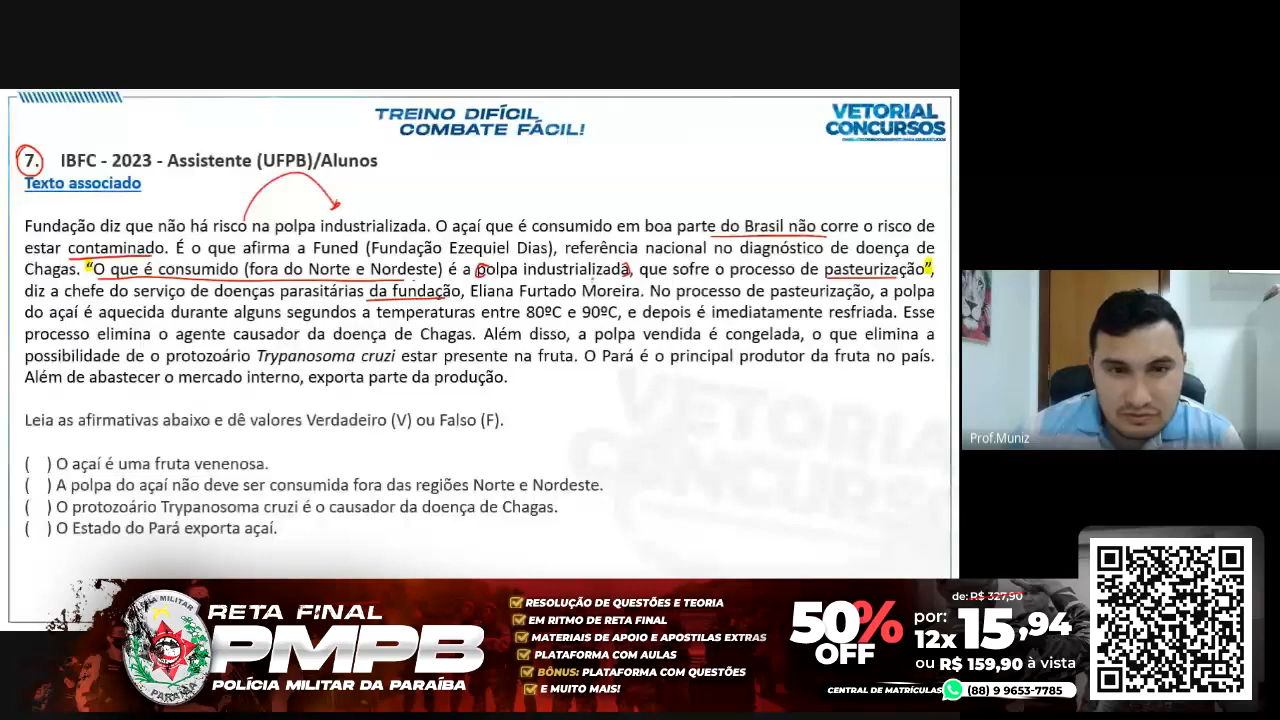 TREINO DIFÍCIL
COMBATE FÁCIL!
VETORIAL
CONCURSOS
7. IBFC - 2023 - Assistente (UFPB)/Alunos
Texto associado
Fundação diz que não há risco na polpa industrializada. O açaí que é consumido em boa parte do Brasil não corre o risco de
estar contaminado. É o que afirma a Funed (Fundação Ezequiel Dias), referência nacional no diagnóstico de doença de
Chagas. “O que é consumido (fora do Norte e Nordeste) é a polpa industrializada, que sofre o processo de pasteurização”,
diz a chefe do serviço de doenças parasitárias da fundação, Eliana Furtado Moreira. No processo de pasteurização, a polpa
do açaí é aquecida durante alguns segundos a temperaturas entre 80ºC e 90ºC, e depois é imediatamente resfriada. Esse
processo elimina o agente causador da doença de Chagas. Além disso, a polpa vendida é congelada, o que elimina a
possibilidade de o protozoário Trypanosoma cruzi estar presente na fruta. O Pará é o principal produtor da fruta no país.
Além de abastecer o mercado interno, exporta parte da produção.
Leia as afirmativas abaixo e dê valores Verdadeiro (V) ou Falso (F).
( ) O açaí é uma fruta venenosa.
( ) A polpa do açaí não deve ser consumida fora das regiões Norte e Nordeste.
( ) O protozoário Trypanosoma cruzi é o causador da doença de Chagas.
( ) O Estado do Pará exporta açaí.
VETORIAL
CONCURSOS
Prof.Muniz
POLÍCIA MILITAR
PARAÍBA
RETA FINAL
PMPB
POLÍCIA MILITAR DA PARAÍBA
RESOLUÇÃO DE QUESTÕES E TEORIA
EM RITMO DE RETA FINAL
MATERIAIS DE APOIO E APOSTILAS EXTRAS
PLATAFORMA COM AULAS
BÔNUS: PLATAFORMA COM QUESTÕES
E MUITO MAIS!
50%
OFF
de: R$ 327,90
por:
12x 15,94
ou R$ 159,90 à vista
CENTRAL DE MATRÍCULAS (88) 9 9653-7785